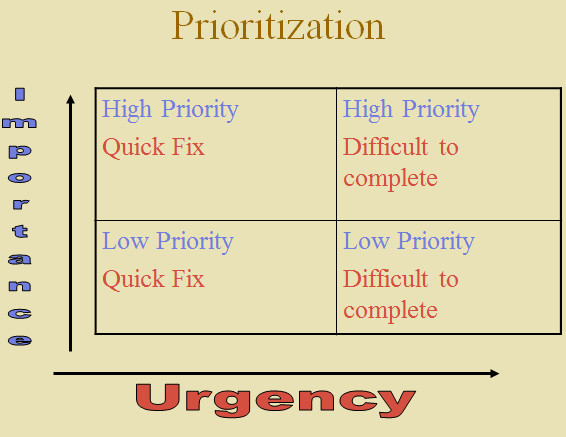 Prioritization
Importance
High Priority
Quick Fix
High Priority
Difficult to
complete
Low Priority
Quick Fix
Low Priority
Difficult to
complete
Urgency